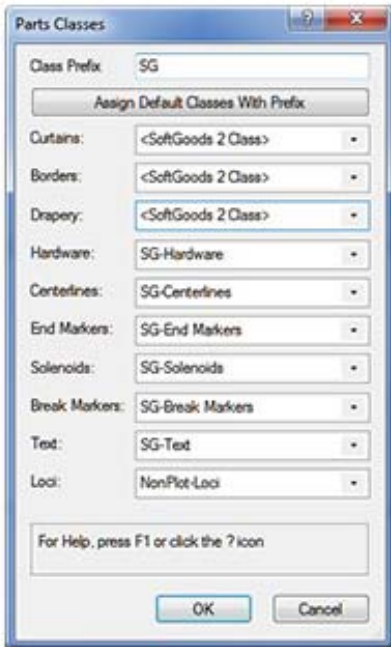 Parts Classes
Class Prefix SG
Assign Default Classes With Prefix
Curtains: <SoftGoods 2 Class>
Borders: <SoftGoods 2 Class>
Drapery: <SoftGoods 2 Class>
Hardware: SG-Hardware
Centerlines: SG-Centerlines
End Markers: SG-End Markers
Solenoids: SG-Solenoids
Break Markers: SG-Break Markers
Text: SG-Text
Loci: NonPlot-Loci
For Help, press F1 or click the ? icon
OK Cancel